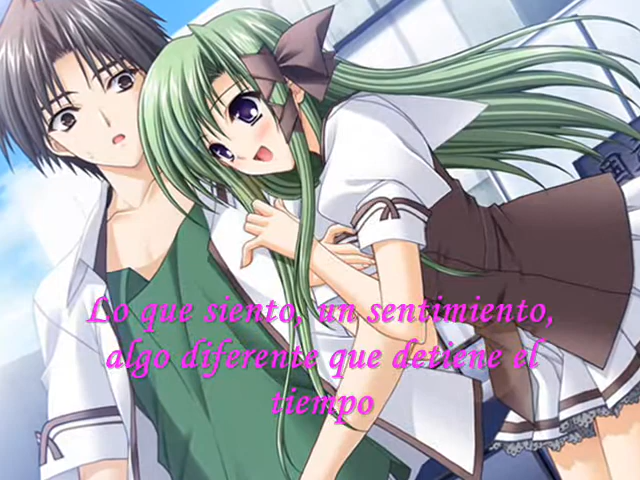 Lo que siento, un sentimiento,
algo diferente que detiene el
tiempo